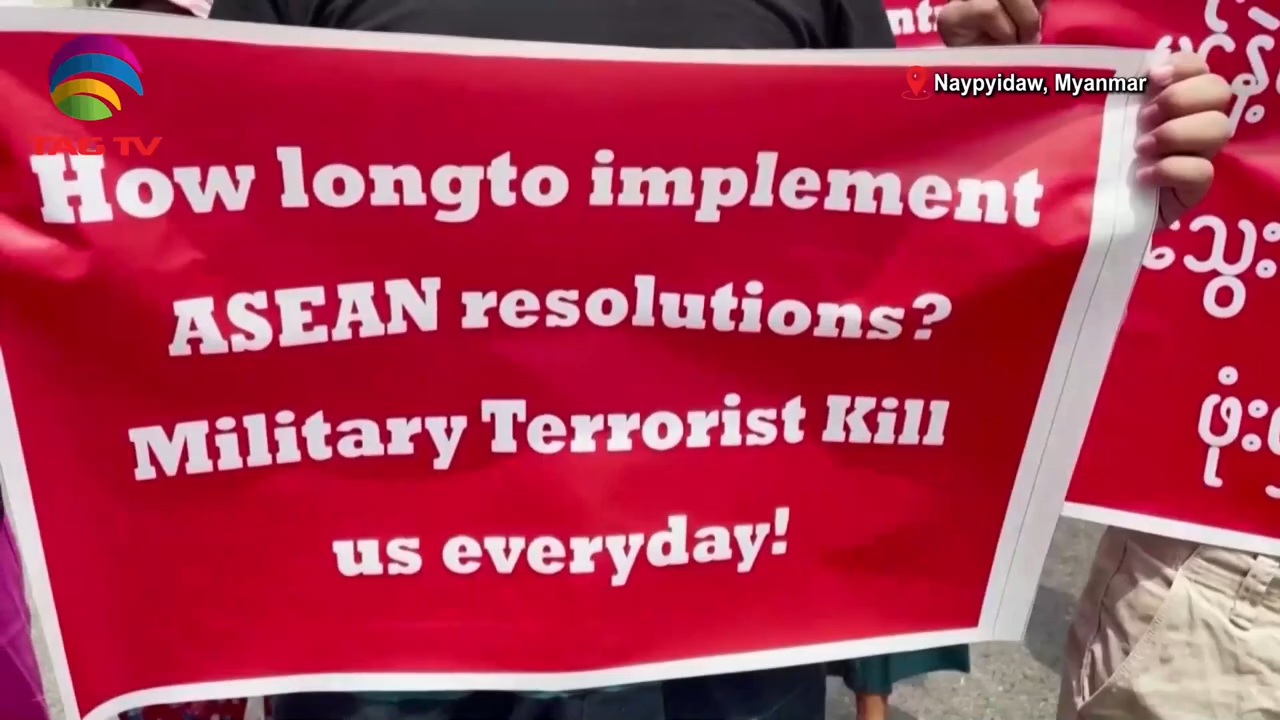 TAG TV
Naypyidaw, Myanmar
How longto implement
ASEAN resolutions?
Military Terrorist Kill
us everyday!